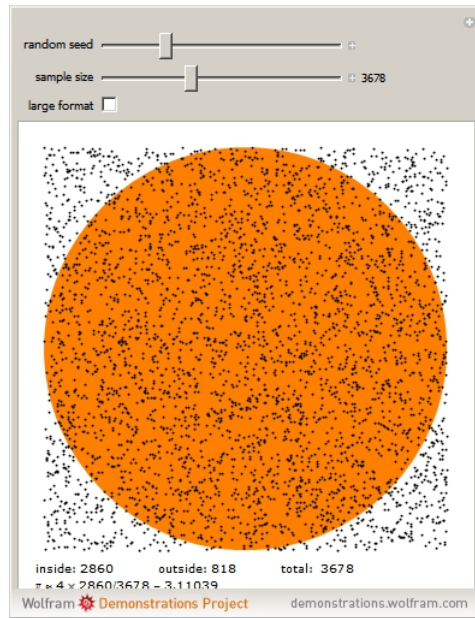 random seed
sample size 3678
large format
inside: 2860 outside: 818 total: 3678
π ≈ 4 × 2860/3678 = 3.11039
Wolfram Demonstrations Project demonstrations.wolfram.com